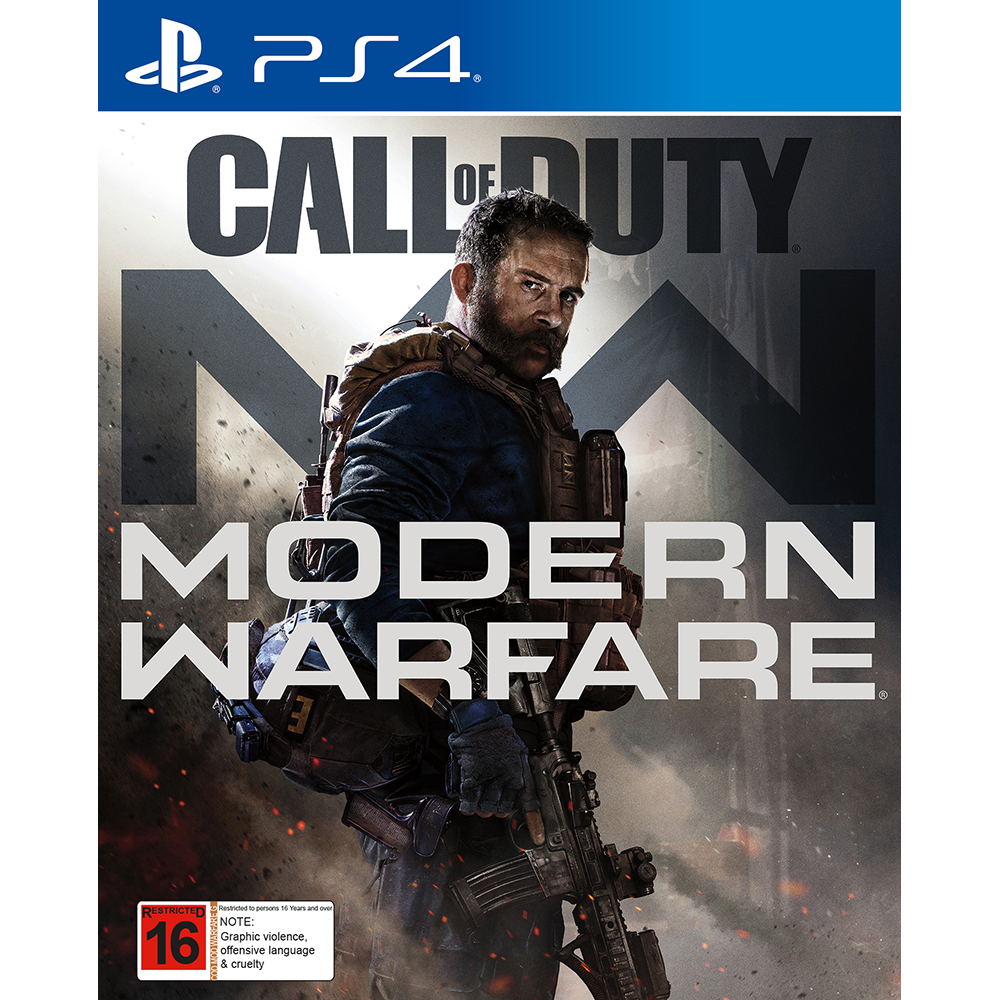 PS4®
CALL OF DUTY®
MW
MODERN
WARFARE®
RESTRICTED
16
Restricted to persons 16 Years and over
NOTE:
Graphic violence,
offensive language
& cruelty